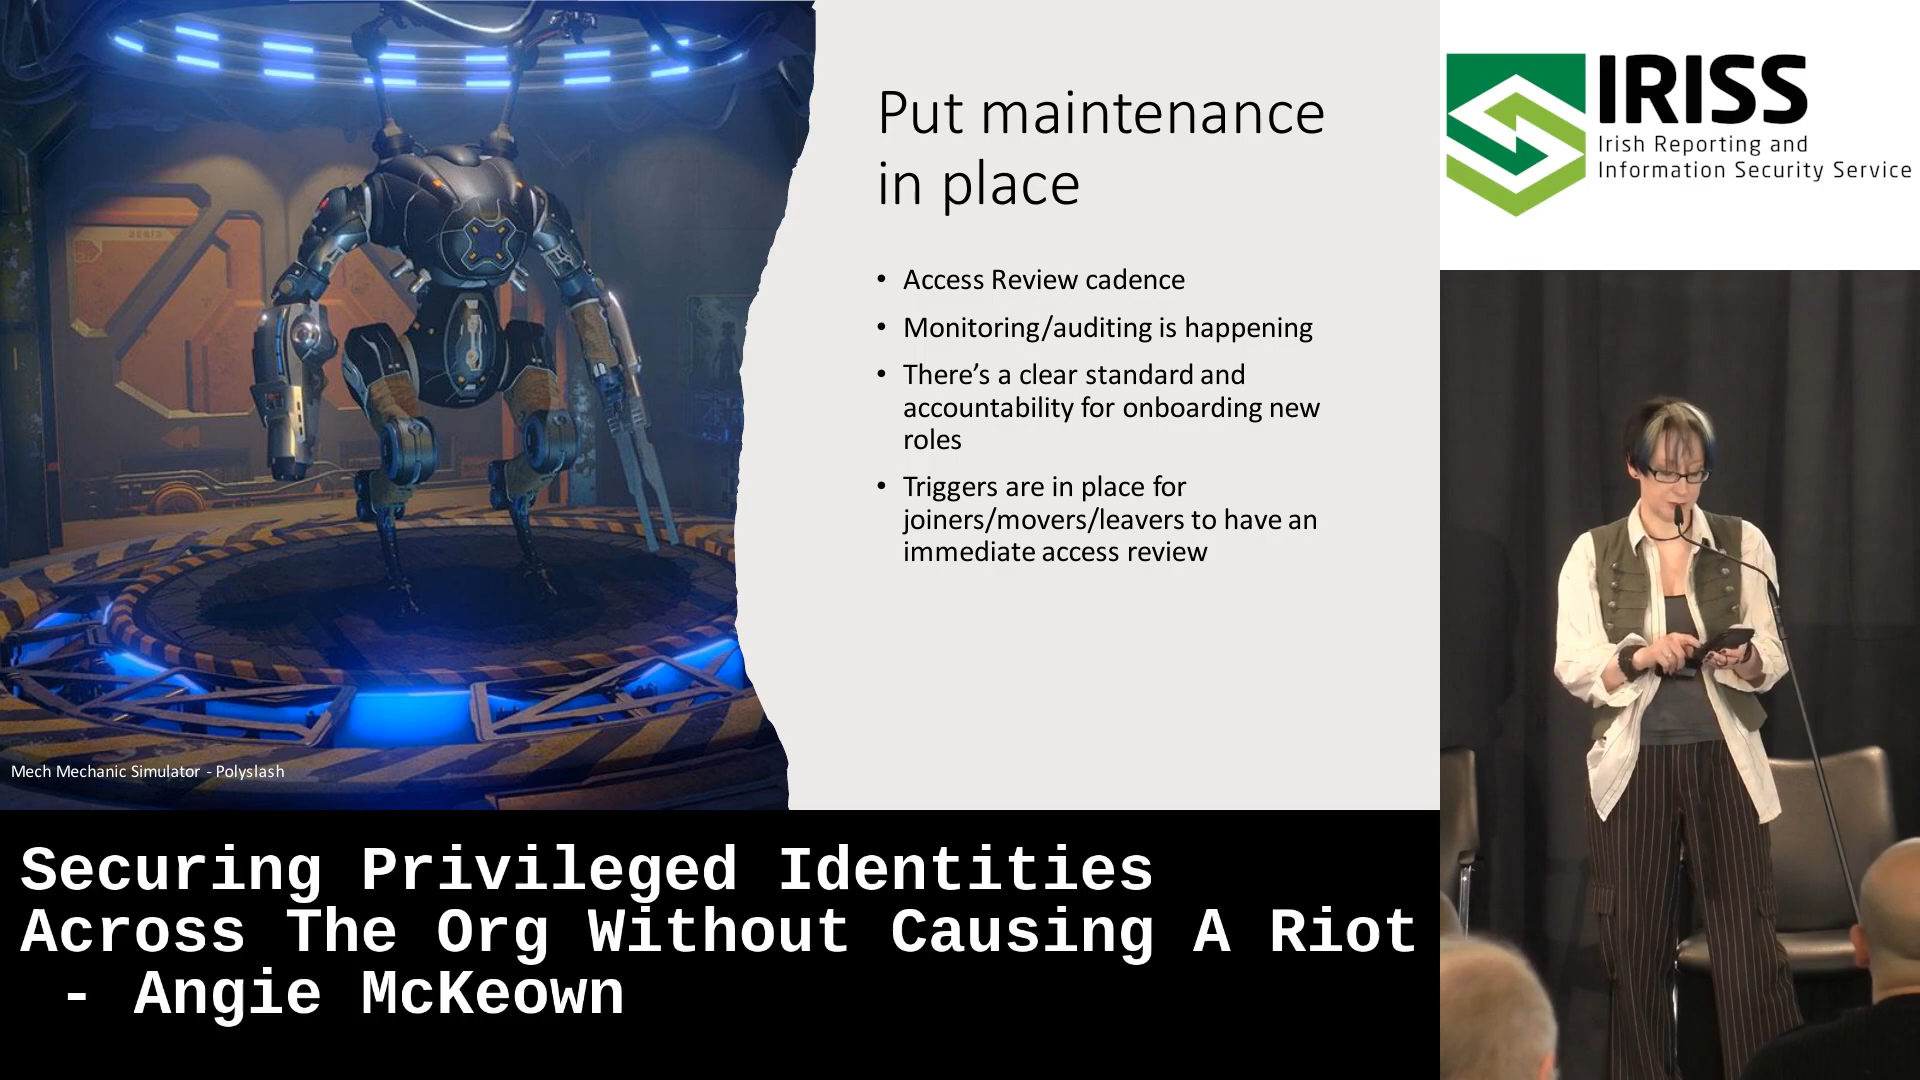 Put maintenance
in place
• Access Review cadence
• Monitoring/auditing is happening
• There’s a clear standard and
accountability for onboarding new
roles
• Triggers are in place for
joiners/movers/leavers to have an
immediate access review
Mech Mechanic Simulator - Polyslash
IRISS
Irish Reporting and
Information Security Service
Securing Privileged Identities
Across The Org Without Causing A Riot
- Angie McKeown